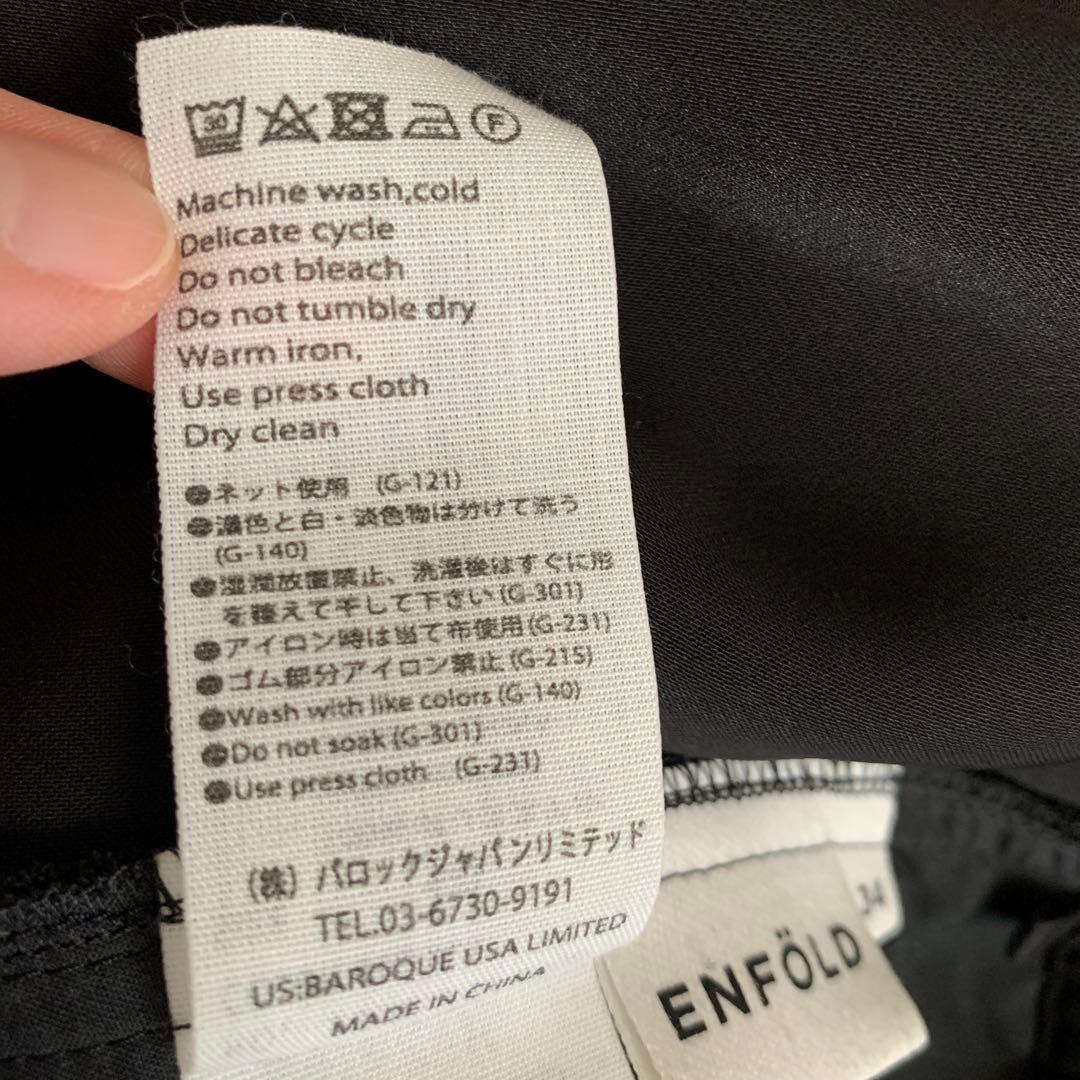 30
F
Machine wash,cold
Delicate cycle
Do not bleach
Do not tumble dry
Warm iron,
Use press cloth
Dry clean
●ネット使用 (G-121)
●濃色と白・淡色物は分けて洗う
(G-140)
●湿潤放置禁止、洗濯後はすぐに形
を整えて干して下さい(G-301)
●アイロン時は当て布使用(G-231)
●ゴム部分アイロン禁止(G-215)
●Wash with like colors (G-140)
●Do not soak (G-301)
●Use press cloth (G-231)
(株) バロックジャパンリミテッド
TEL.03-6730-9191
US:BAROQUE USA LIMITED
MADE IN CHINA
34
ENFÖLD